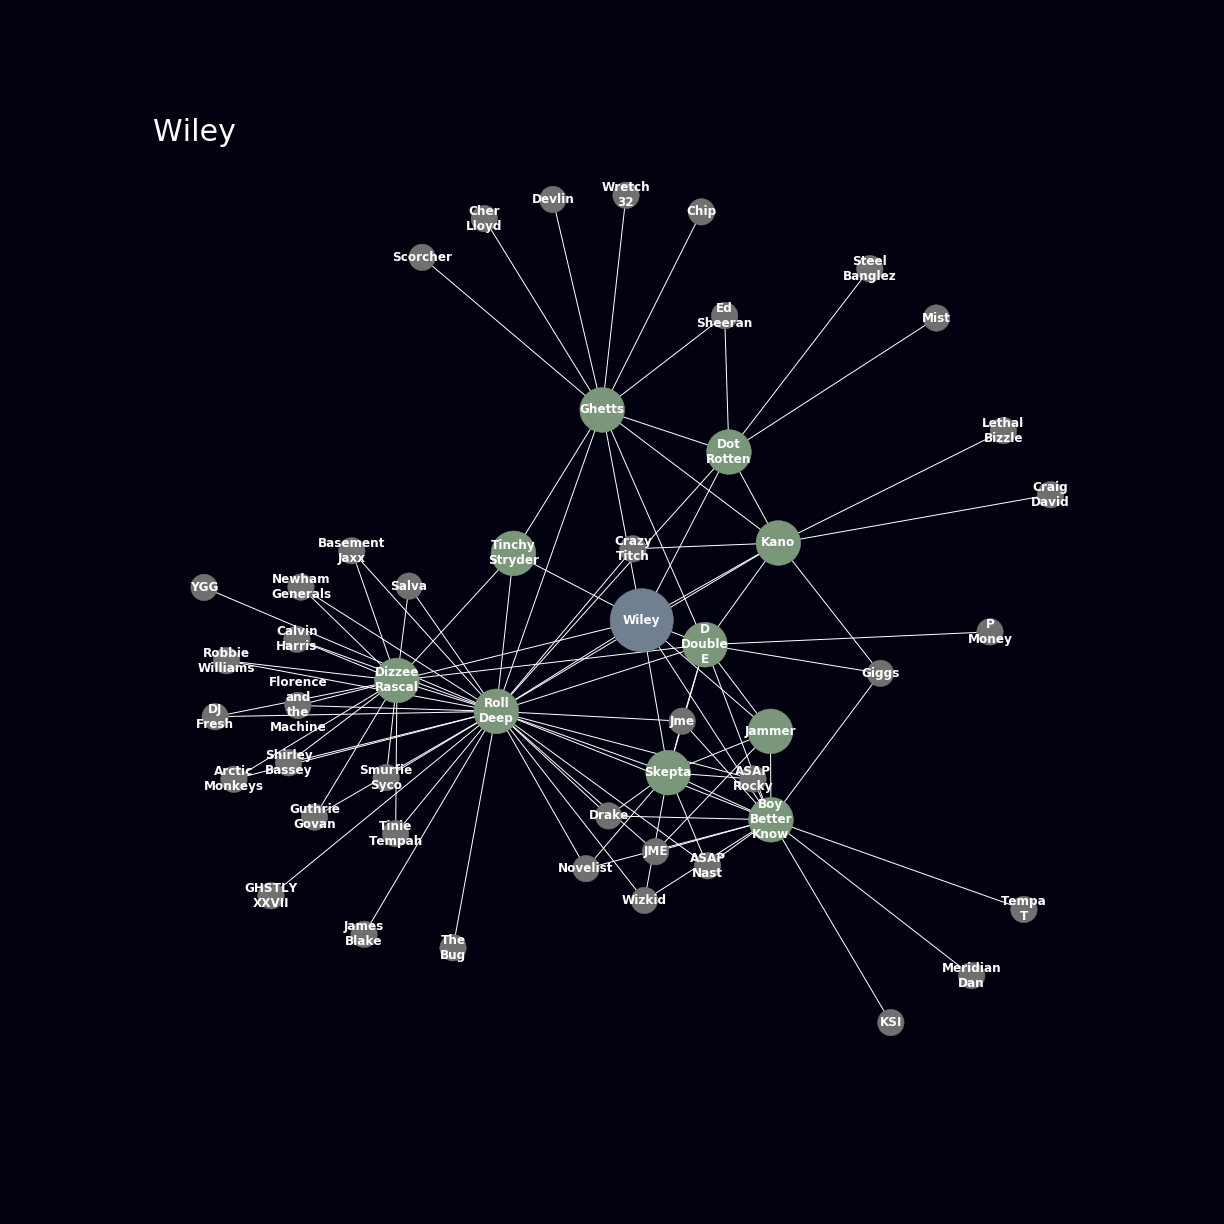 Wiley
Wretch
32
Devlin
Chip
Cher
Lloyd
Scorcher
Steel
Banglez
Ed
Sheeran
Mist
Ghetts
Dot
Rotten
Lethal
Bizzle
Craig
David
Kano
Crazy
Titch
Tinchy
Stryder
Basement
Jaxx
YGG
Newham
Generals
Salva
Wiley
D
Double
E
P
Money
Calvin
Harris
Robbie
Williams
Giggs
Dizzee
Rascal
Florence
and
the
Machine
DJ
Fresh
Roll
Deep
Jme
Jammer
Shirley
Bassey
Arctic
Monkeys
Smurfie
Syco
Skepta
ASAP
Rocky
Boy
Better
Know
Guthrie
Govan
Tinie
Tempah
Drake
JME
Novelist
ASAP
Nast
Wizkid
GHSTLY
XXVII
James
Blake
The
Bug
Tempa
T
Meridian
Dan
KSI